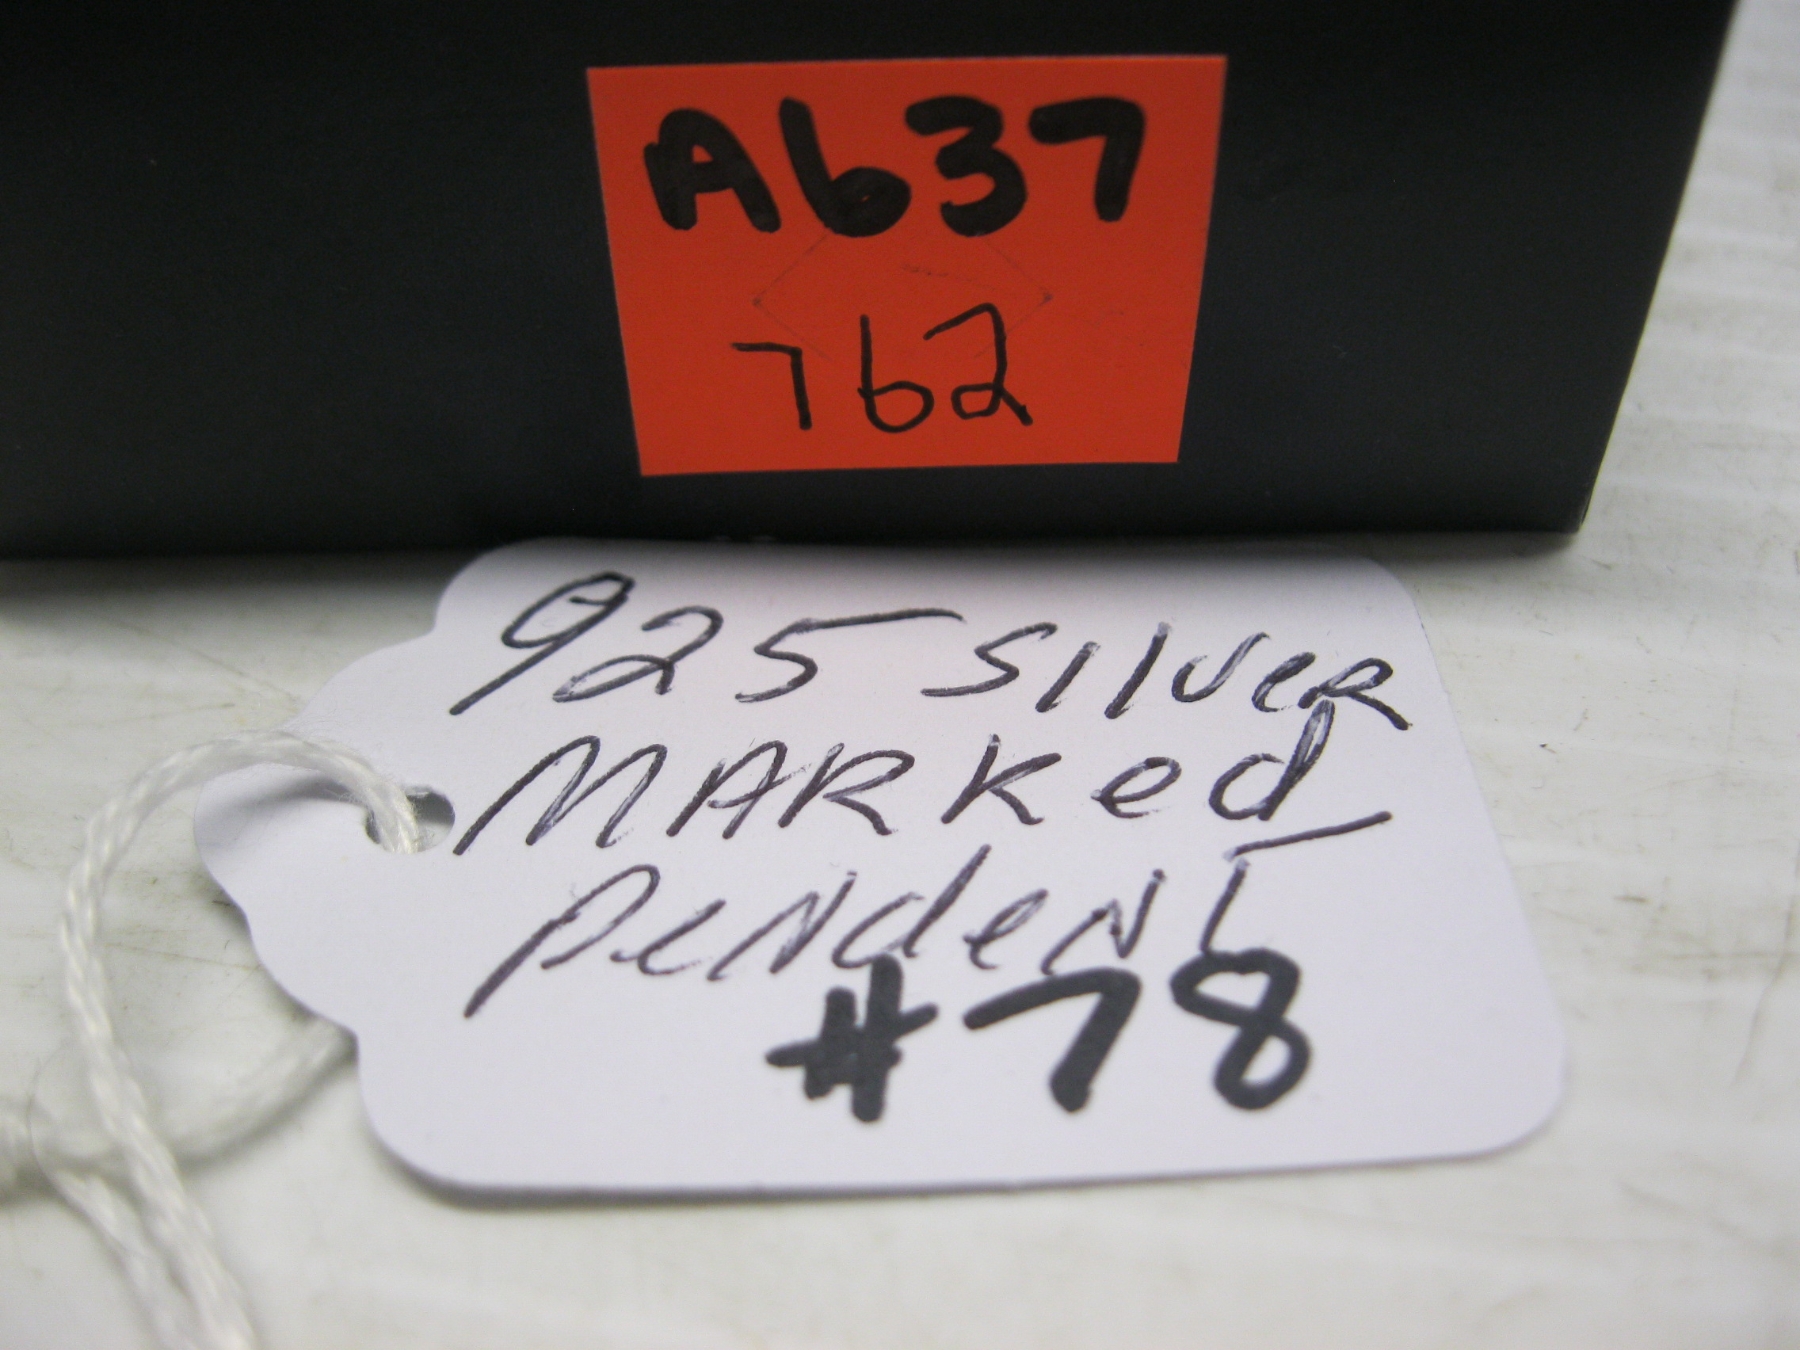 A637
762
925 Silver
MARKed
Pendent
#78